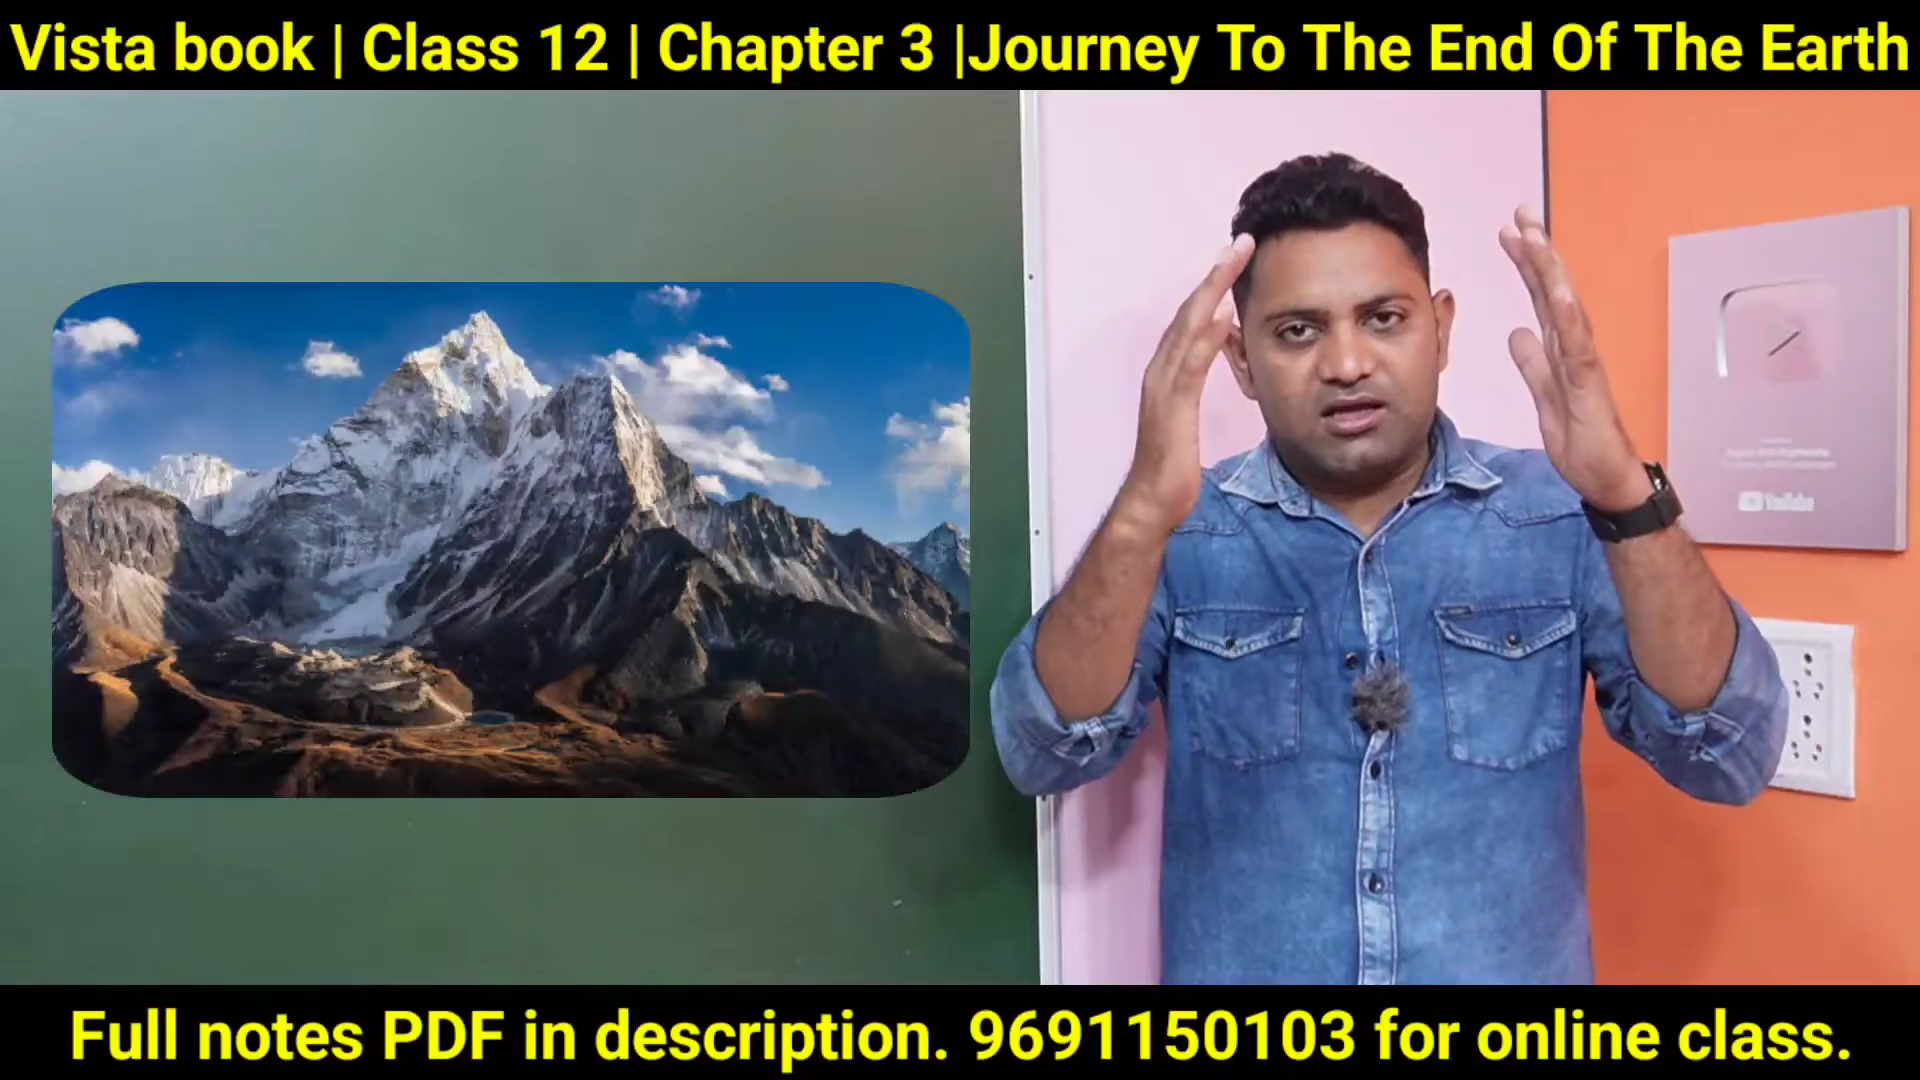 Vista book | Class 12 | Chapter 3 |Journey To The End Of The Earth
YouTube
Full notes PDF in description. 9691150103 for online class.